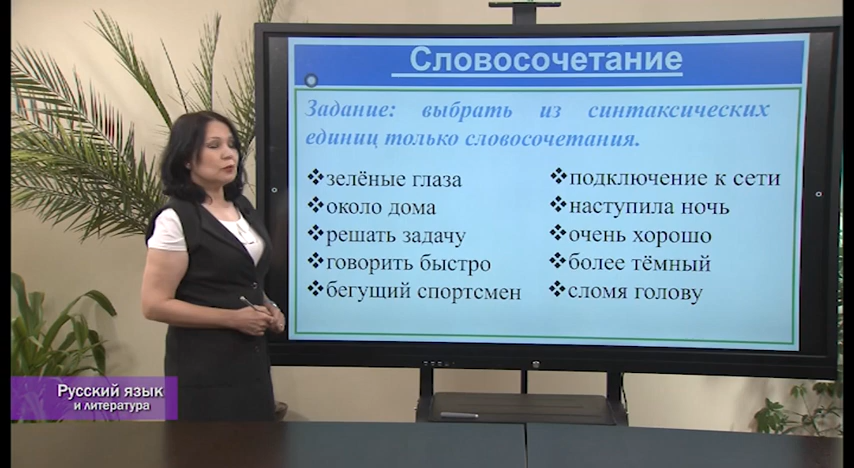 Словосочетание
Задание: выбрать из синтаксических
единиц только словосочетания.
❖зелёные глаза
❖около дома
❖решать задачу
❖говорить быстро
❖бегущий спортсмен
❖подключение к сети
❖наступила ночь
❖очень хорошо
❖более тёмный
❖сломя голову
Русский язык
и литература